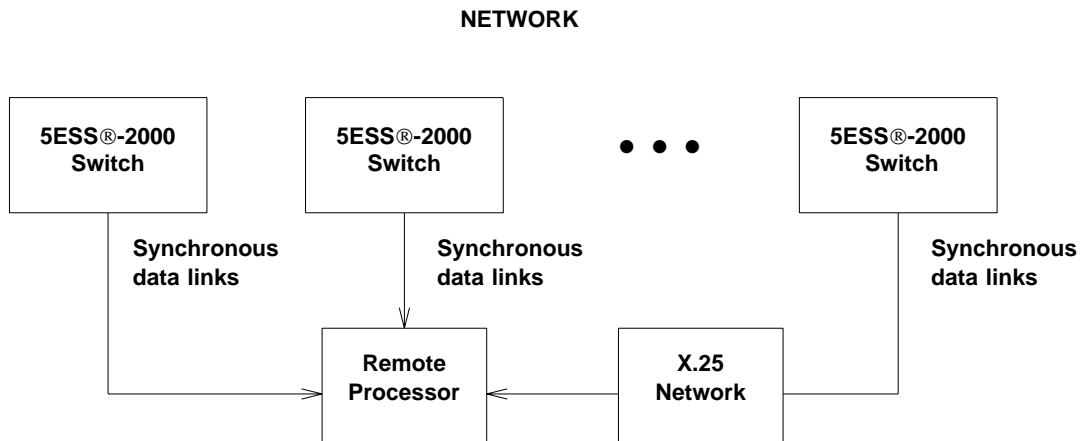 NETWORK
5ESS®-2000
Switch
5ESS®-2000
Switch
5ESS®-2000
Switch
Synchronous
data links
Synchronous
data links
Synchronous
data links
Remote
Processor
X.25
Network